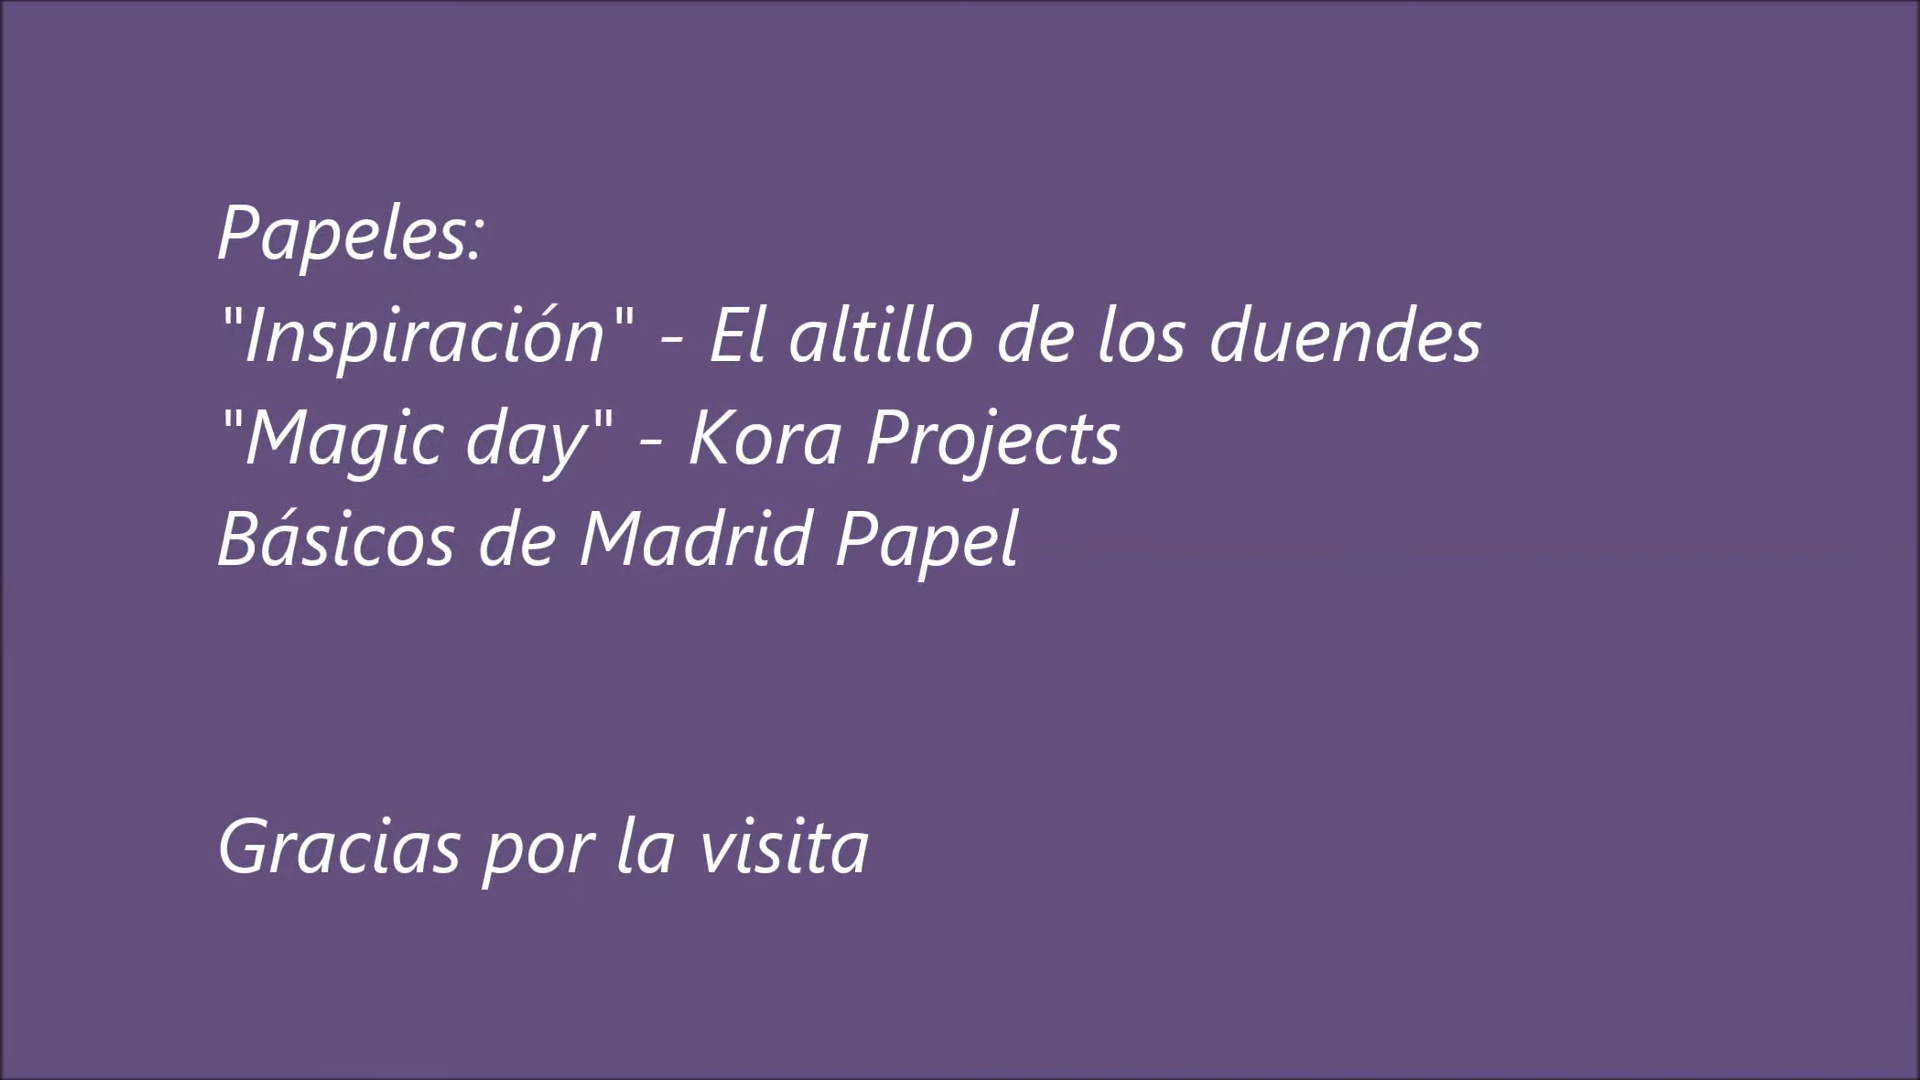 Papeles:
"Inspiración" - El altillo de los duendes
"Magic day" - Kora Projects
Básicos de Madrid Papel
Gracias por la visita